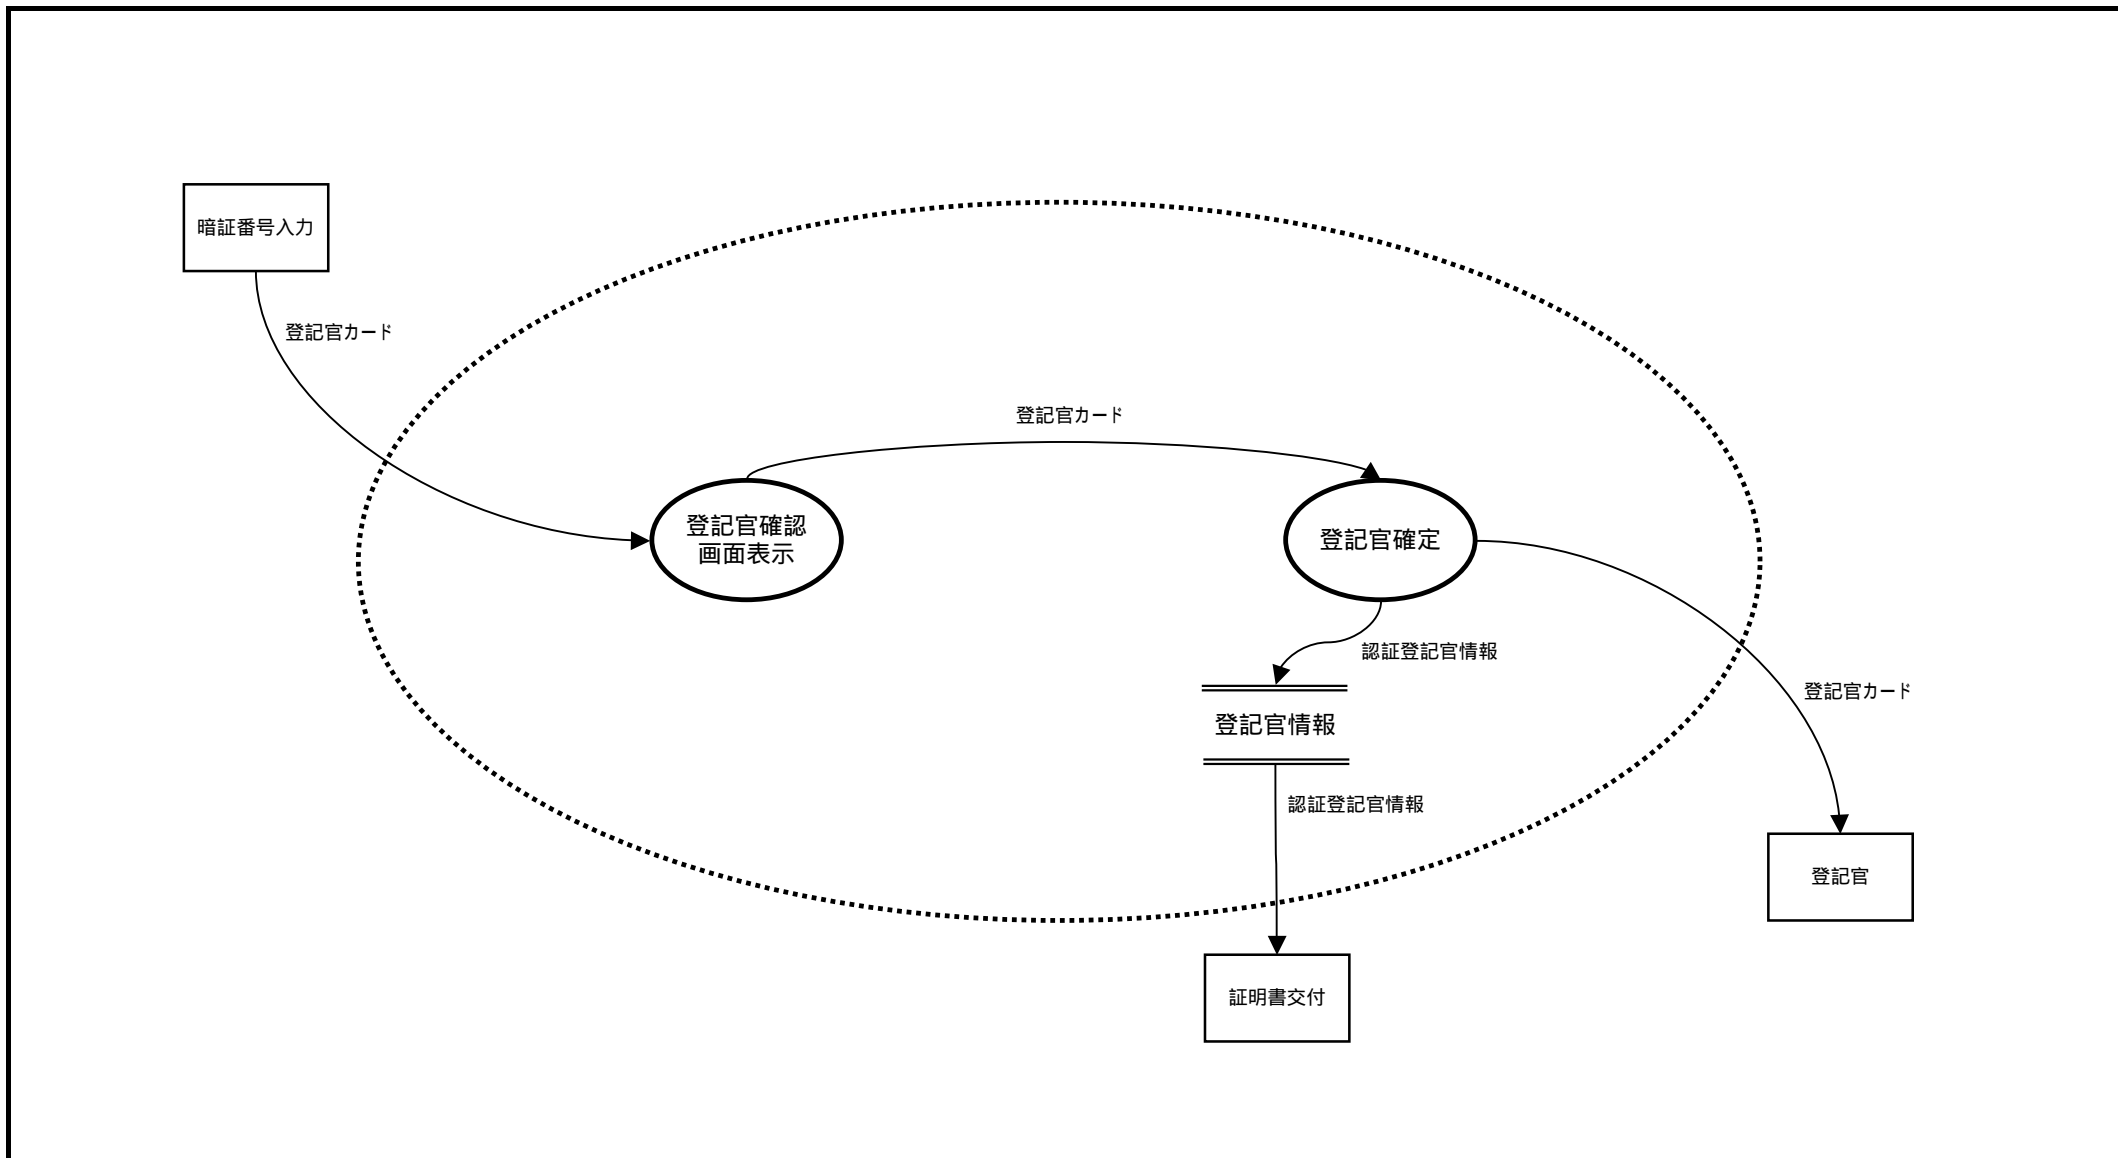 暗証番号入力
登記官カード
登記官カード
登記官確認
画面表示
登記官確定
認証登記官情報
登記官カード
登記官情報
認証登記官情報
登記官
証明書交付